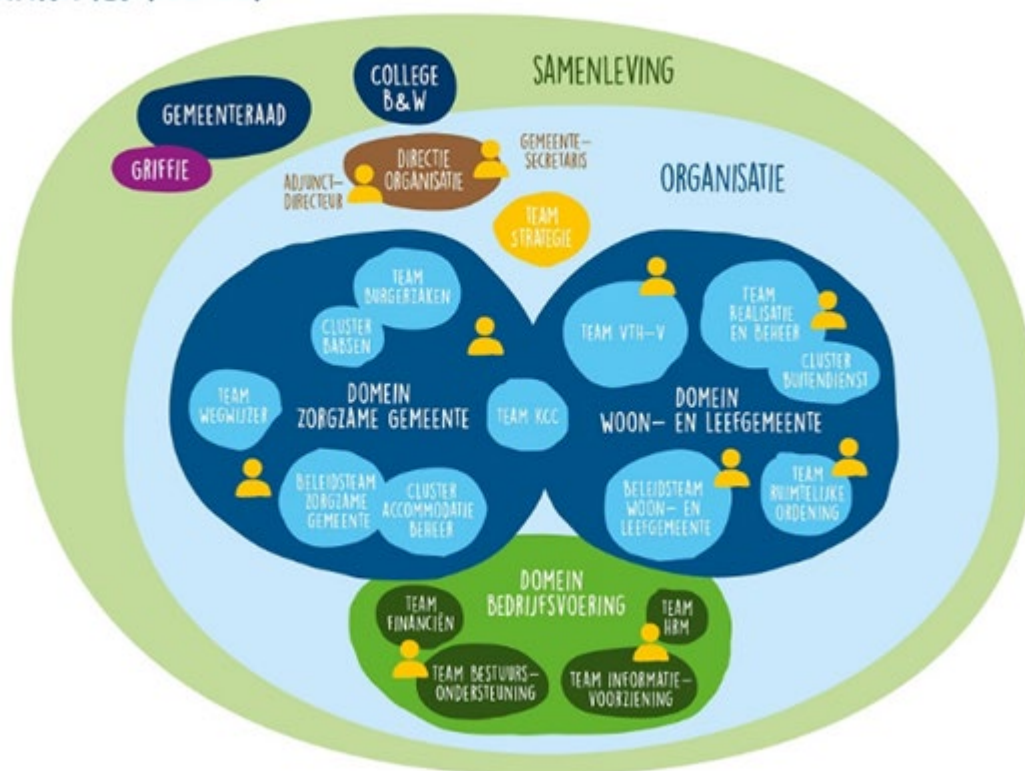 SAMENLEVING
COLLEGE
B&W
GEMEENTERAAD
GRIFFIE
DIRECTIE
ORGANISATIE
GEMEENTE-
SECRETARIS
ADJUNCT-
DIRECTEUR
ORGANISATIE
TEAM
STRATEGIE
TEAM
BURGERZAKEN
CLUSTER
BABSEN
TEAM
WEGWIJZER
DOMEIN
ZORGZAME GEMEENTE
TEAM KCC
BELEIDSTEAM
ZORGZAME
GEMEENTE
CLUSTER
ACCOMMODATIE
BEHEER
TEAM VTH-V
TEAM
REALISATIE
EN BEHEER
CLUSTER
BUITENDIENST
DOMEIN
WOON- EN LEEFGEMEENTE
BELEIDSTEAM
WOON- EN
LEEFGEMEENTE
TEAM
RUIMTELIJKE
ORDENING
DOMEIN
BEDRIJFSVOERING
TEAM
FINANCIËN
TEAM
HRM
TEAM BESTUURS-
ONDERSTEUNING
TEAM INFORMATIE-
VOORZIENING